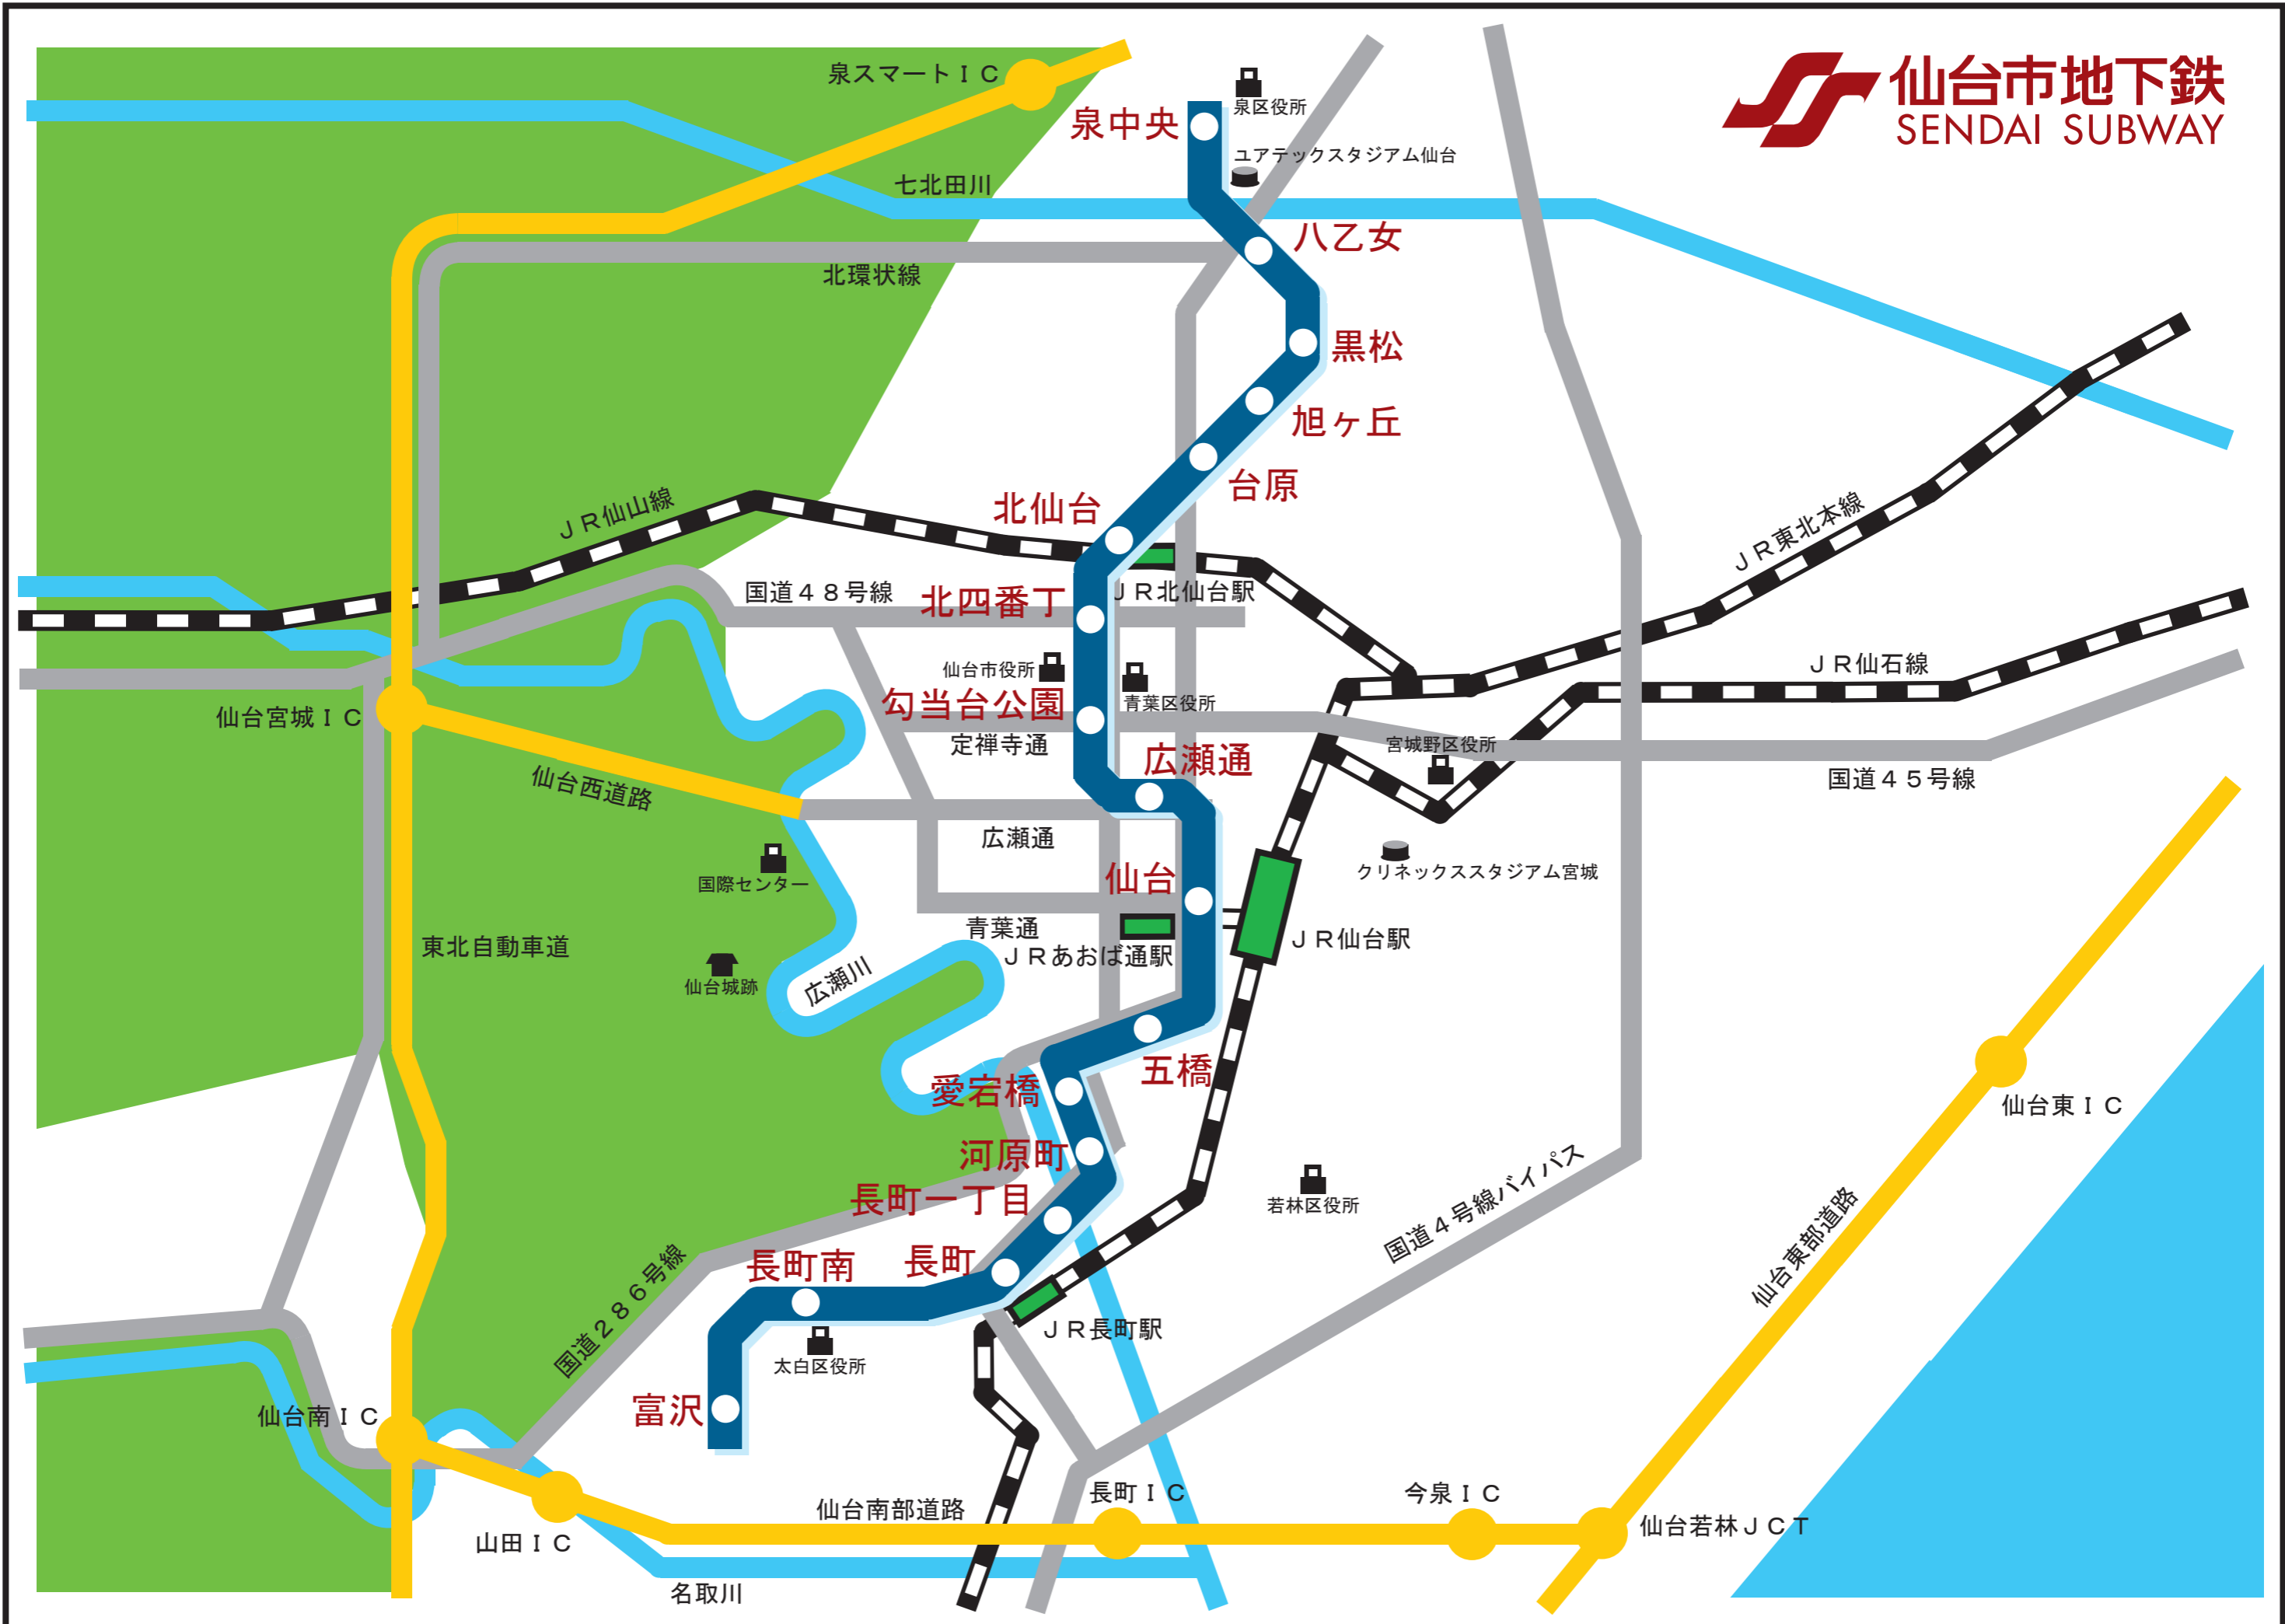 仙台市地下鉄
SENDAI SUBWAY
泉スマートＩＣ
泉区役所
泉中央
ユアテックスタジアム仙台
七北田川
八乙女
北環状線
黒松
旭ヶ丘
台原
北仙台
ＪＲ仙山線
ＪＲ東北本線
国道４８号線
ＪＲ北仙台駅
北四番丁
仙台市役所
青葉区役所
ＪＲ仙石線
勾当台公園
仙台宮城ＩＣ
定禅寺通
宮城野区役所
広瀬通
国道４５号線
仙台西道路
広瀬通
クリネックススタジアム宮城
国際センター
仙台
青葉通
ＪＲ仙台駅
東北自動車道
ＪＲあおば通駅
仙台城跡
広瀬川
五橋
愛宕橋
仙台東ＩＣ
河原町
長町一丁目
若林区役所
国道４号線バイパス
仙台東部道路
長町南
長町
国道２８６号線
ＪＲ長町駅
太白区役所
富沢
仙台南ＩＣ
長町ＩＣ
今泉ＩＣ
仙台南部道路
仙台若林ＪＣＴ
山田ＩＣ
名取川